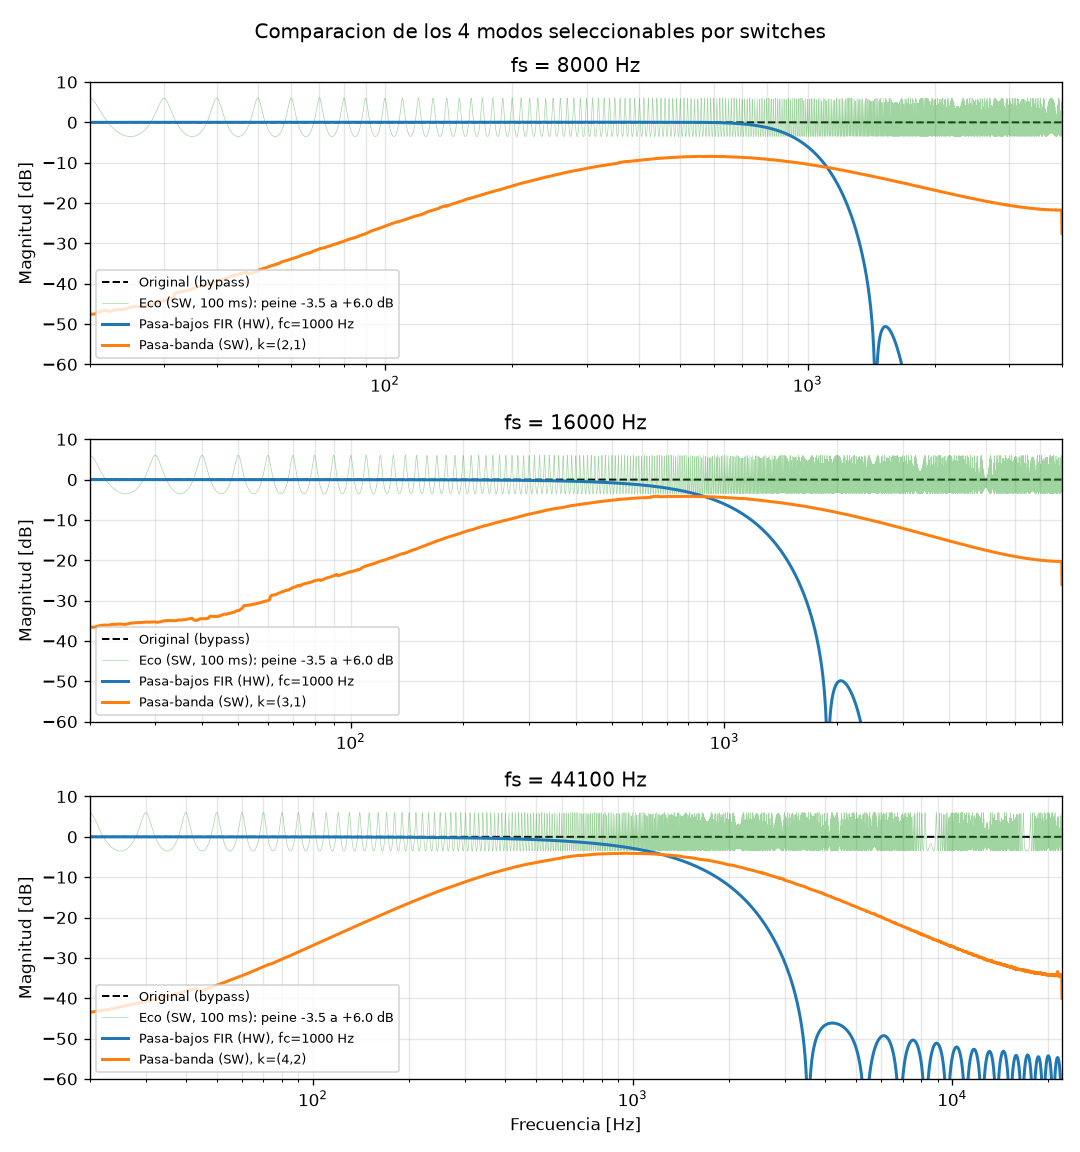 Comparacion de los 4 modos seleccionables por switches
fs = 8000 Hz
Magnitud [dB]
10
0
−10
−20
−30
−40
−50
−60
Original (bypass)
Eco (SW, 100 ms): peine -3.5 a +6.0 dB
Pasa-bajos FIR (HW), fc=1000 Hz
Pasa-banda (SW), k=(2,1)
10²
10³
fs = 16000 Hz
Magnitud [dB]
10
0
−10
−20
−30
−40
−50
−60
Original (bypass)
Eco (SW, 100 ms): peine -3.5 a +6.0 dB
Pasa-bajos FIR (HW), fc=1000 Hz
Pasa-banda (SW), k=(3,1)
10²
10³
fs = 44100 Hz
Magnitud [dB]
10
0
−10
−20
−30
−40
−50
−60
Original (bypass)
Eco (SW, 100 ms): peine -3.5 a +6.0 dB
Pasa-bajos FIR (HW), fc=1000 Hz
Pasa-banda (SW), k=(4,2)
10²
10³
10⁴
Frecuencia [Hz]